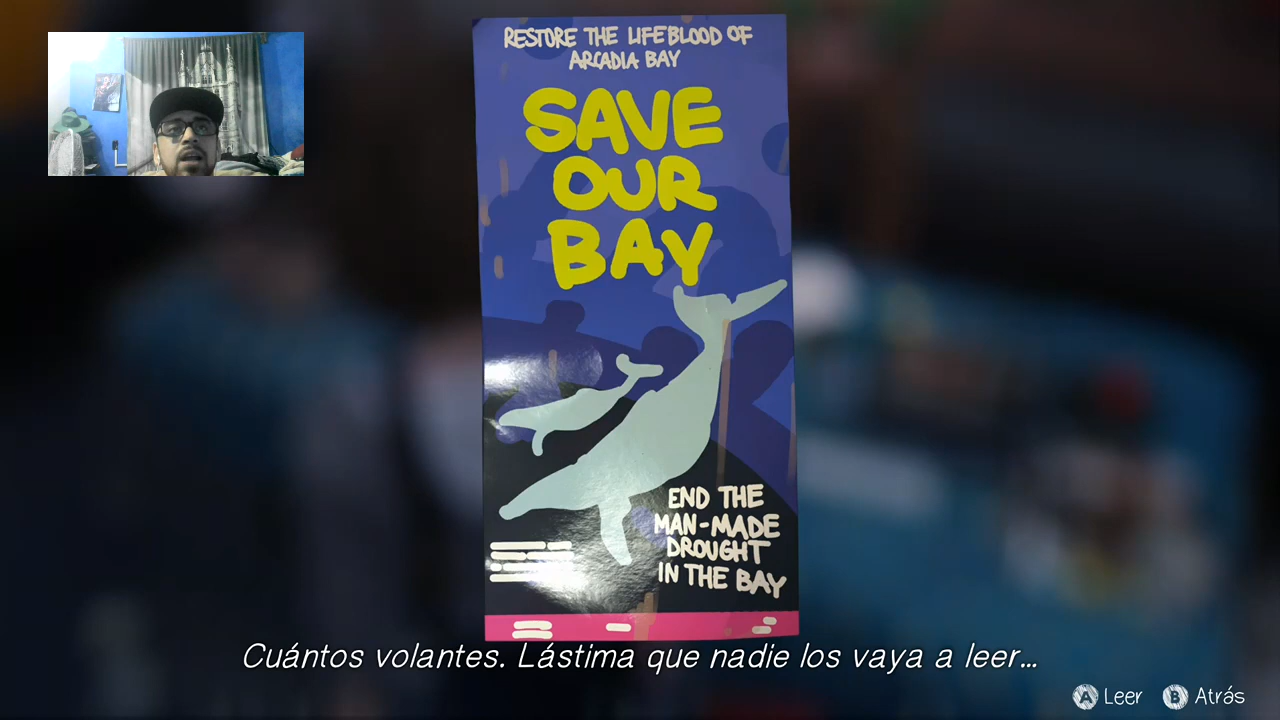 RESTORE THE LIFEBLOOD OF
ARCADIA BAY
SAVE
OUR
BAY
END THE
MAN-MADE
DROUGHT
IN THE BAY
Cuántos volantes. Lástima que nadie los vaya a leer...
A Leer B Atrás